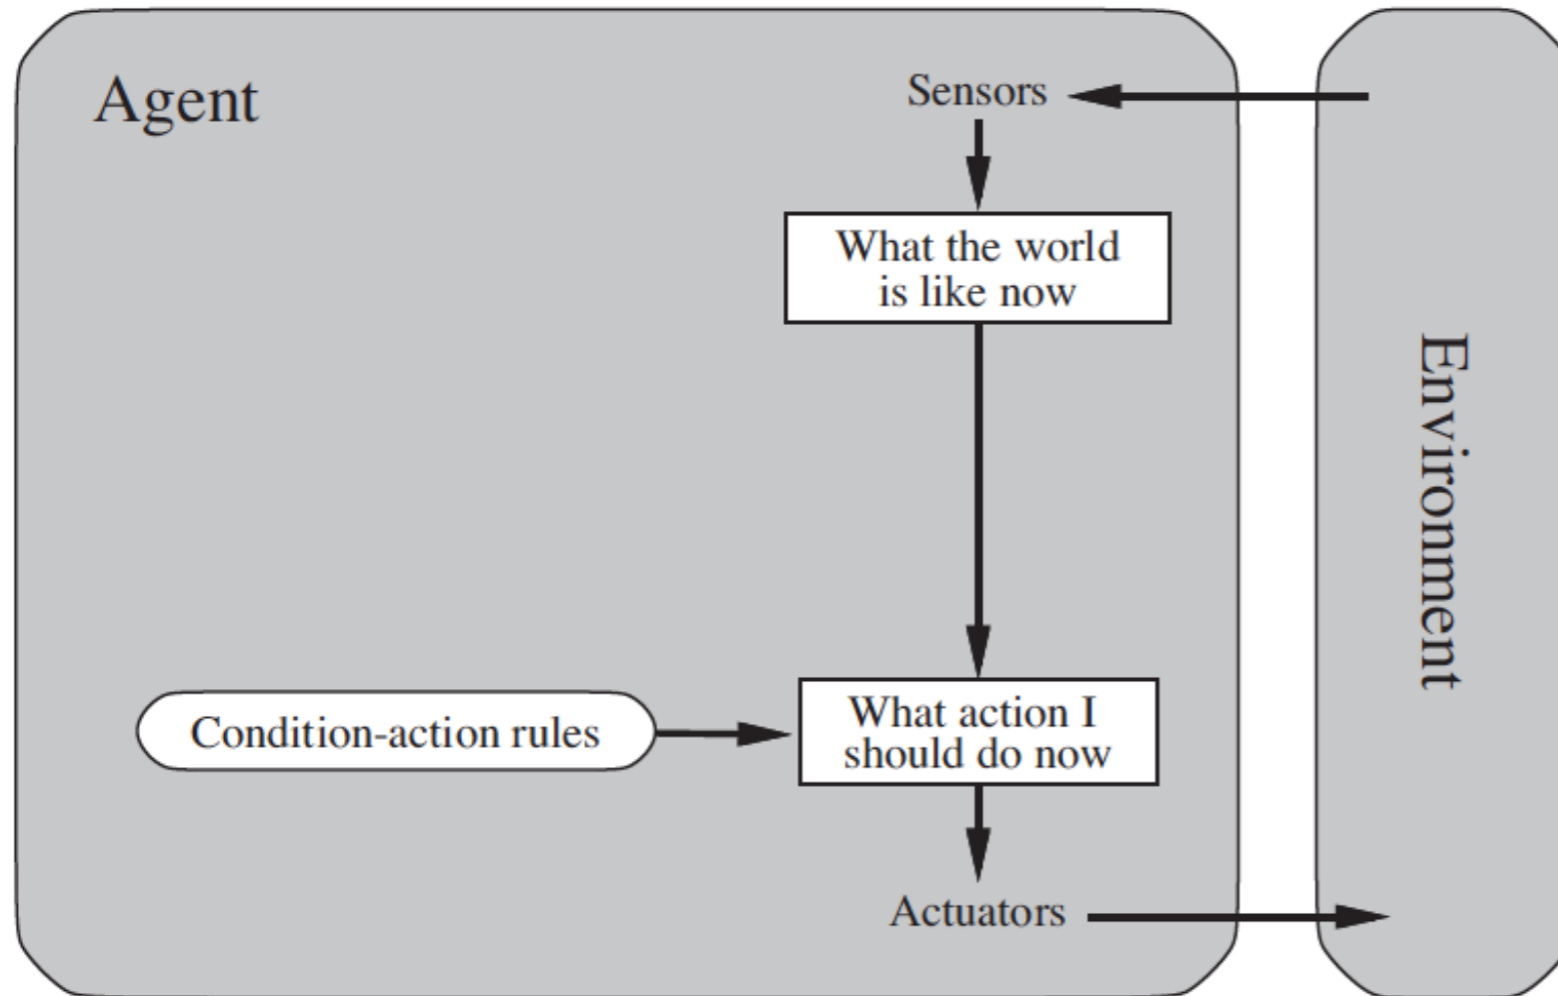 Agent
Sensors
What the world
is like now
Environment
Condition-action rules
What action I
should do now
Actuators